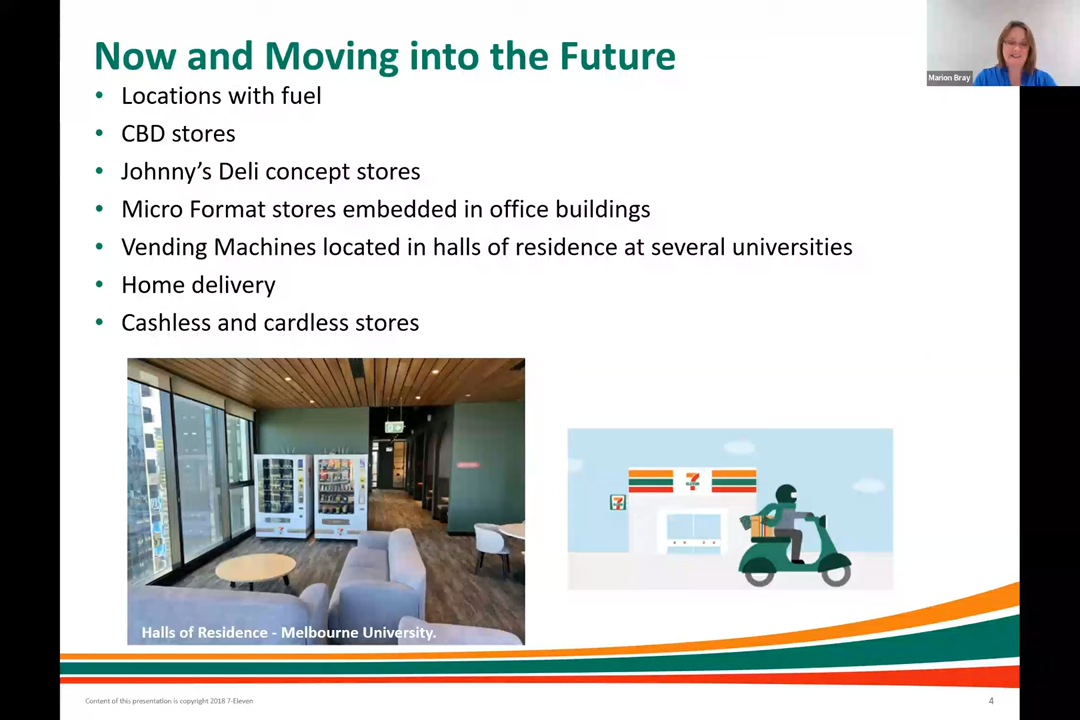 Now and Moving into the Future
Marion Bray
• Locations with fuel
• CBD stores
• Johnny’s Deli concept stores
• Micro Format stores embedded in office buildings
• Vending Machines located in halls of residence at several universities
• Home delivery
• Cashless and cardless stores
Halls of Residence - Melbourne University.
Content of this presentation is copyright 2018 7-Eleven
4